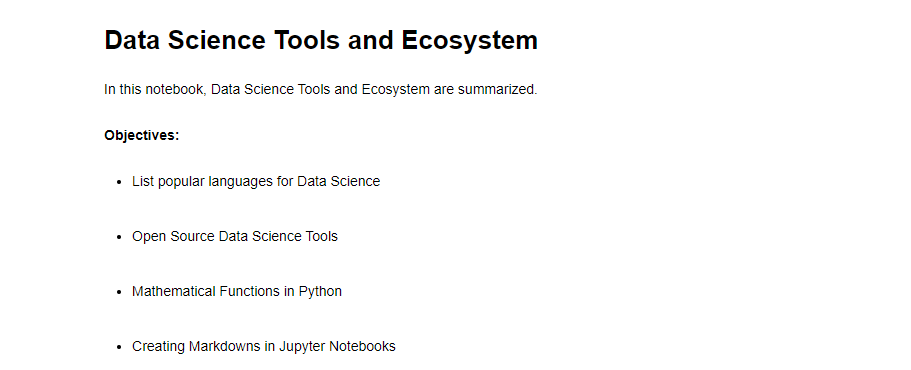 Data Science Tools and Ecosystem
In this notebook, Data Science Tools and Ecosystem are summarized.
Objectives:
• List popular languages for Data Science
• Open Source Data Science Tools
• Mathematical Functions in Python
• Creating Markdowns in Jupyter Notebooks